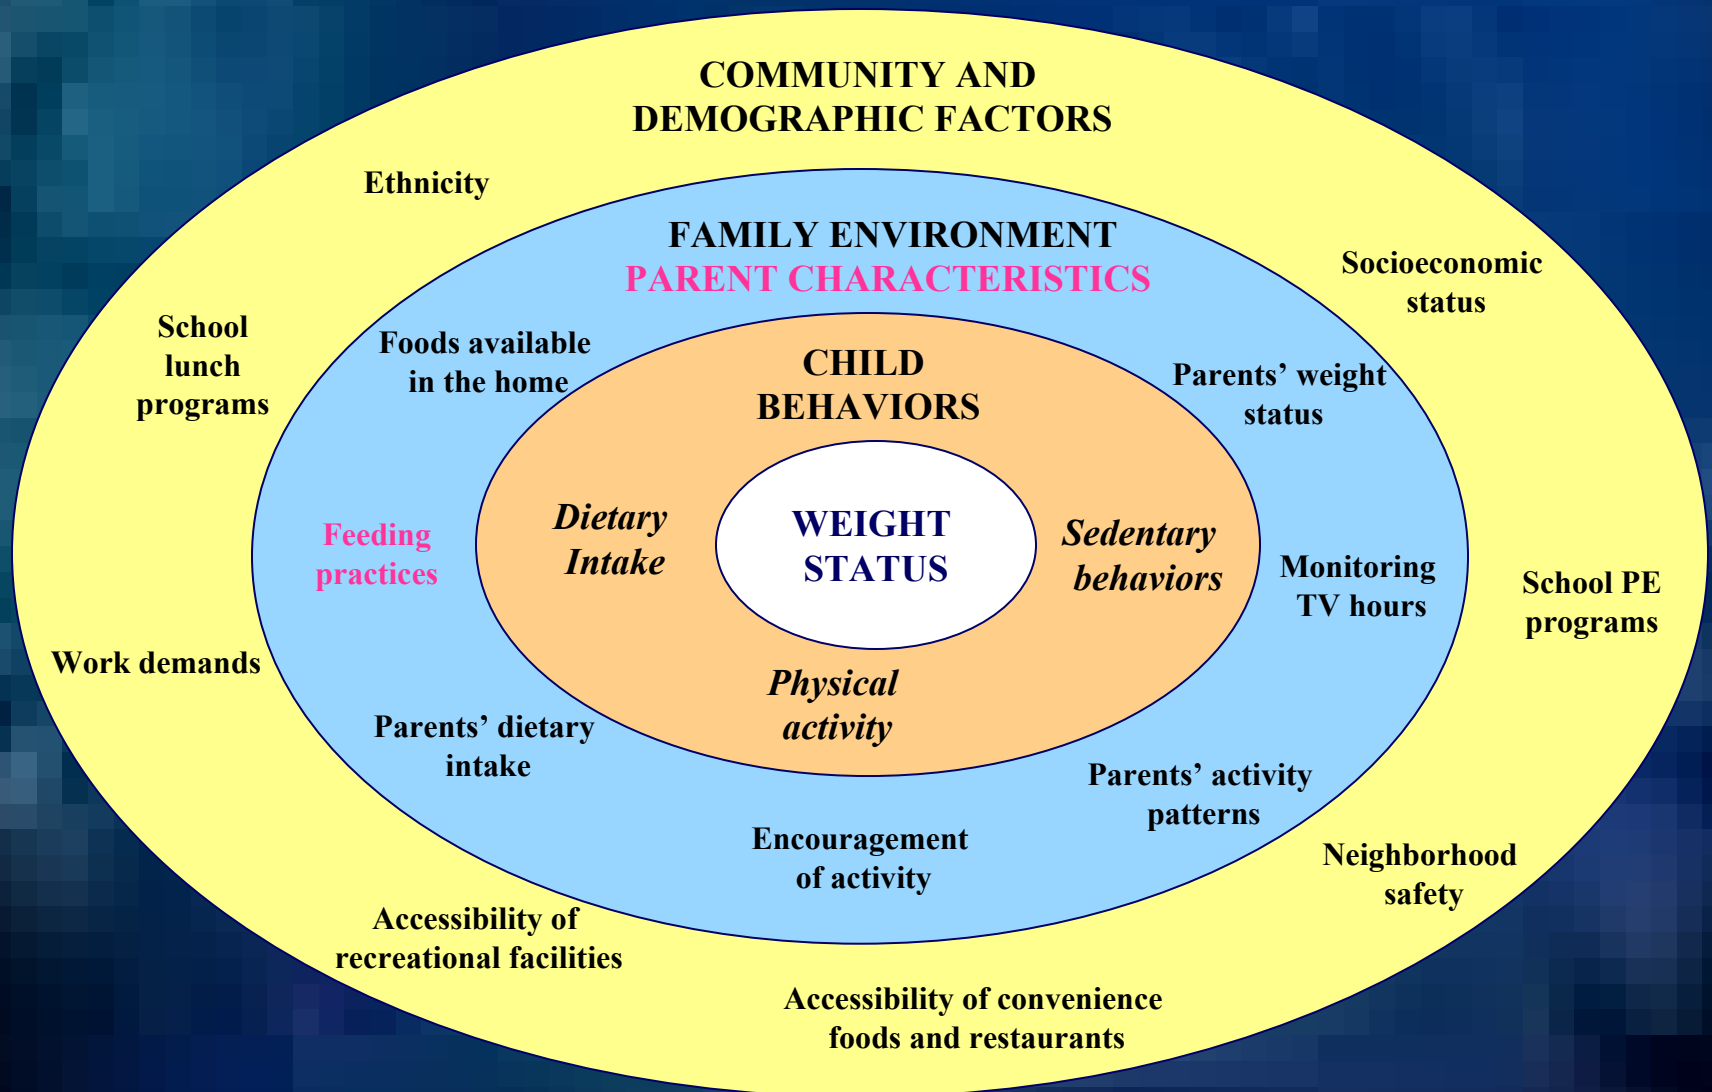 COMMUNITY AND
DEMOGRAPHIC FACTORS
Ethnicity
FAMILY ENVIRONMENT
PARENT CHARACTERISTICS
Socioeconomic
status
School
lunch
programs
Foods available
in the home
CHILD
BEHAVIORS
Parents’ weight
status
Feeding
practices
Dietary
Intake
WEIGHT
STATUS
Sedentary
behaviors
Monitoring
TV hours
School PE
programs
Work demands
Physical
activity
Parents’ dietary
intake
Parents’ activity
patterns
Encouragement
of activity
Neighborhood
safety
Accessibility of
recreational facilities
Accessibility of convenience
foods and restaurants